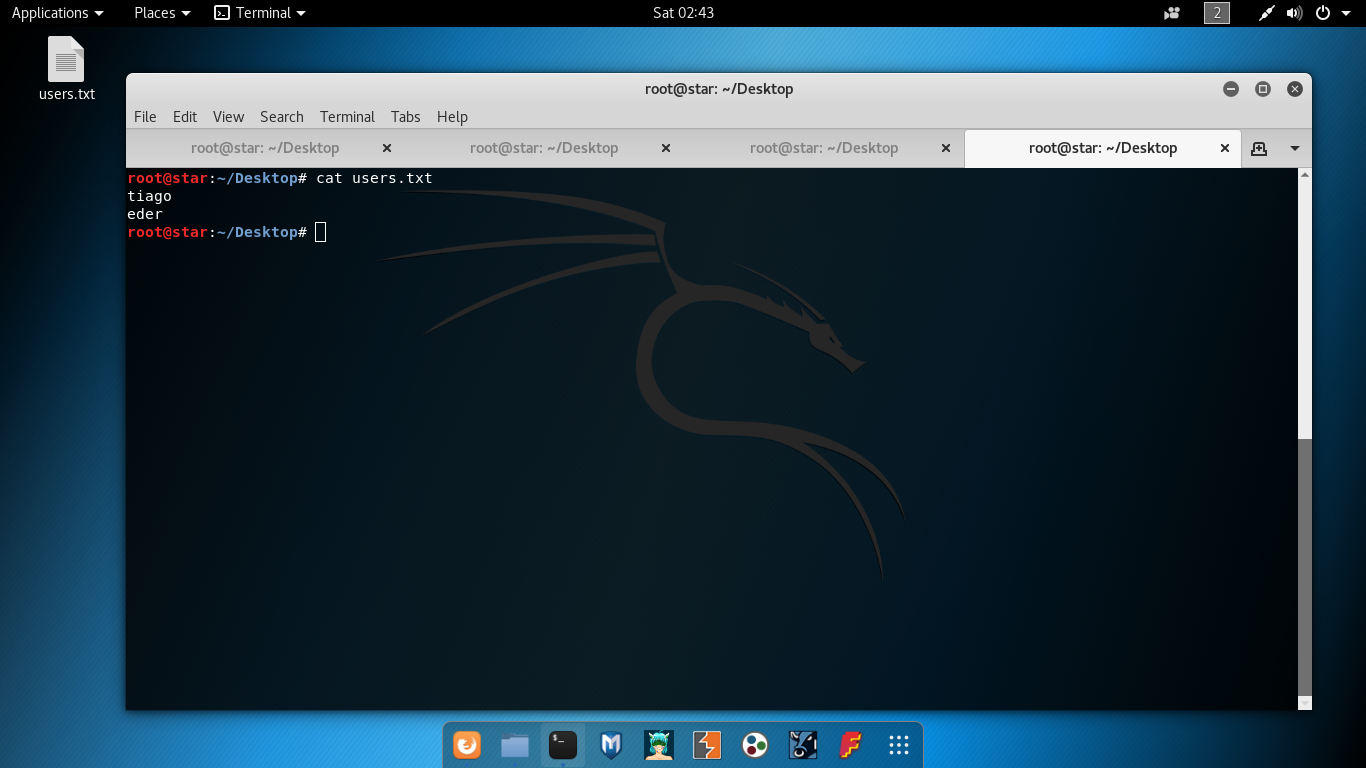 Applications Places Terminal Sat 02:43 2
users.txt
root@star: ~/Desktop
File Edit View Search Terminal Tabs Help
root@star: ~/Desktop root@star: ~/Desktop root@star: ~/Desktop root@star: ~/Desktop
root@star:~/Desktop# cat users.txt
tiago
eder
root@star:~/Desktop#